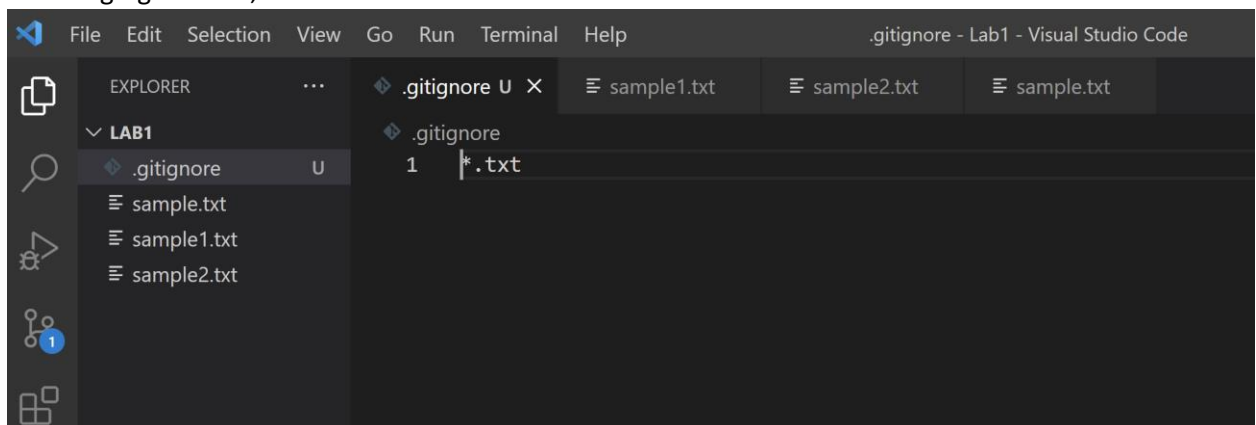 File Edit Selection View Go Run Terminal Help .gitignore - Lab1 - Visual Studio Code
EXPLORER ... .gitignore U × sample1.txt sample2.txt sample.txt
LAB1 .gitignore
.gitignore U 1 *.txt
sample.txt
sample1.txt
sample2.txt
1